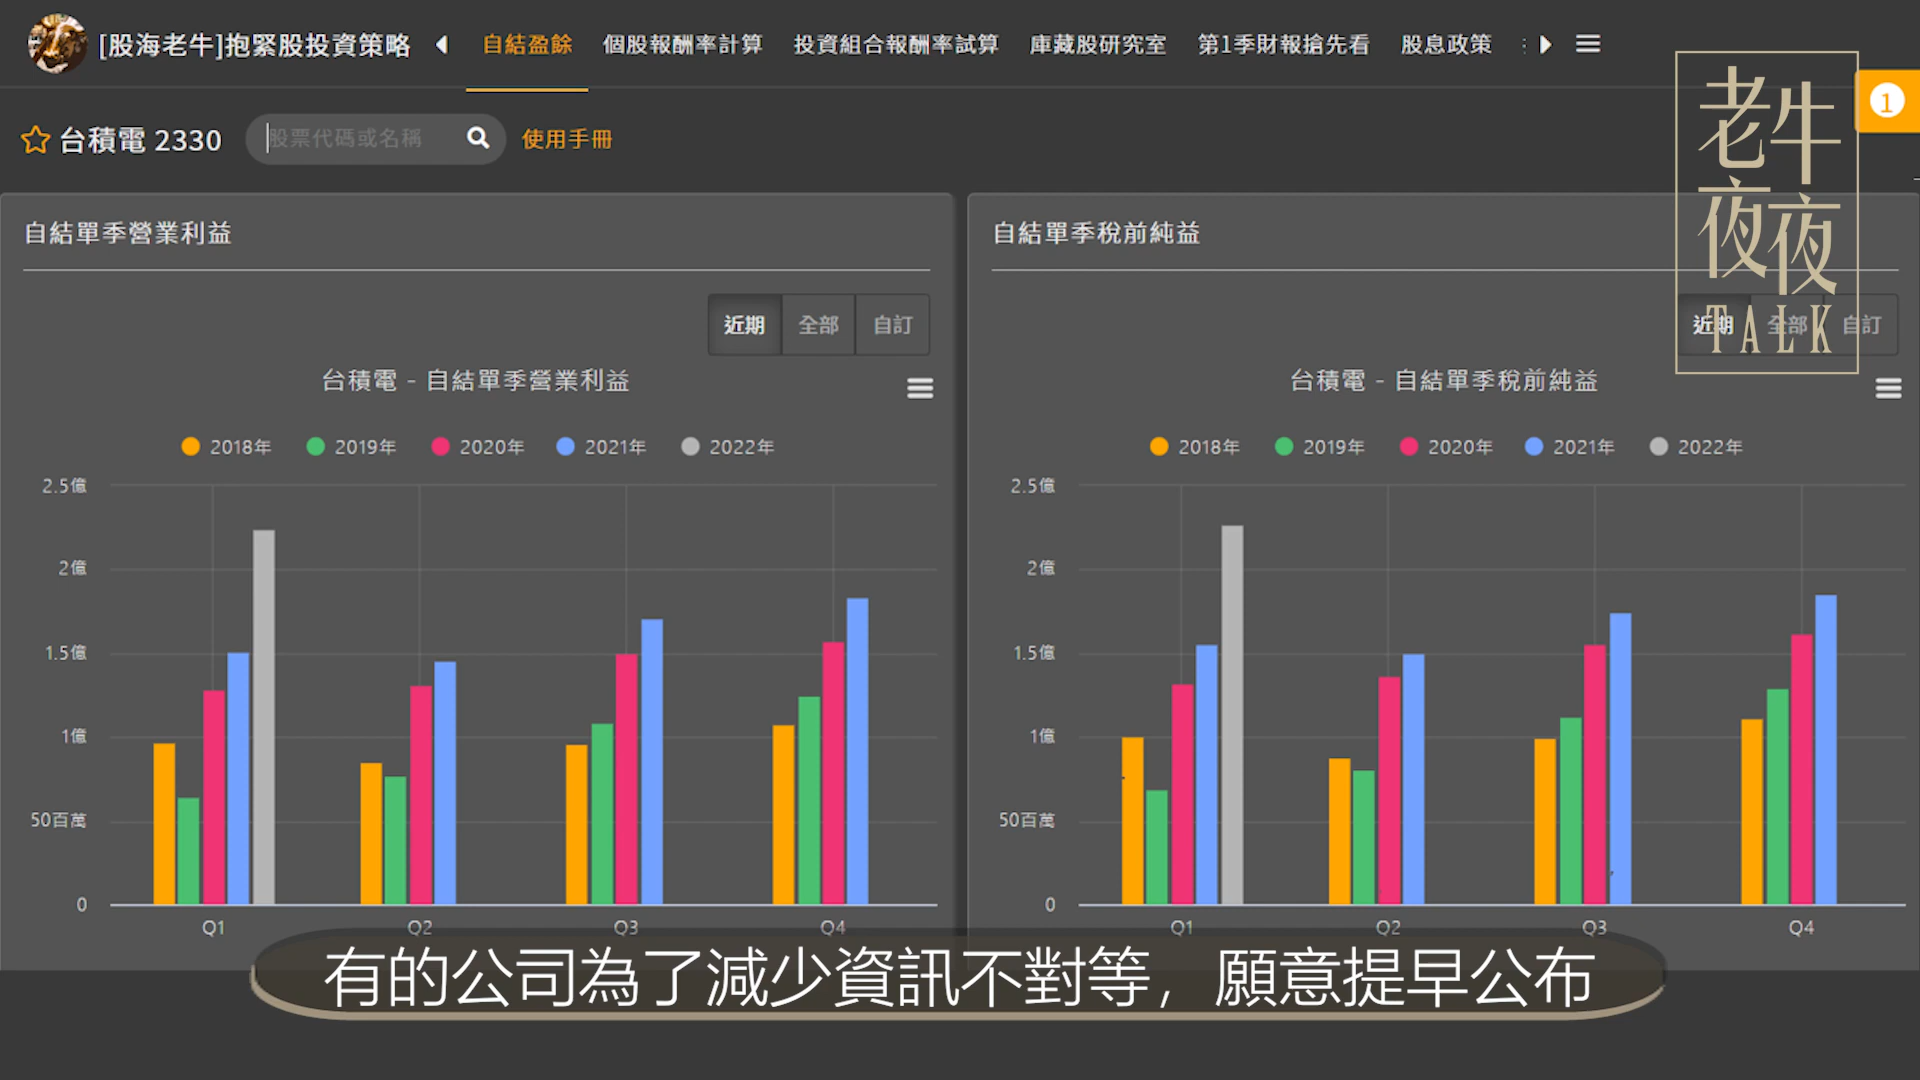 [股海老牛]抱緊股投資策略 自結盈餘 個股報酬率計算 投資組合報酬率試算 庫藏股研究室 第1季財報搶先看 股息政策
老牛
夜夜
TALK
1
台積電 2330 股票代碼或名稱 使用手冊
自結單季營業利益
近期 全部 自訂
台積電 - 自結單季營業利益
2018年 2019年 2020年 2021年 2022年
2.5億
2億
1.5億
1億
50百萬
0
Q1 Q2 Q3 Q4
自結單季稅前純益
近期 全部 自訂
台積電 - 自結單季稅前純益
2018年 2019年 2020年 2021年 2022年
2.5億
2億
1.5億
1億
50百萬
0
Q1 Q2 Q3 Q4
有的公司為了減少資訊不對等，願意提早公布